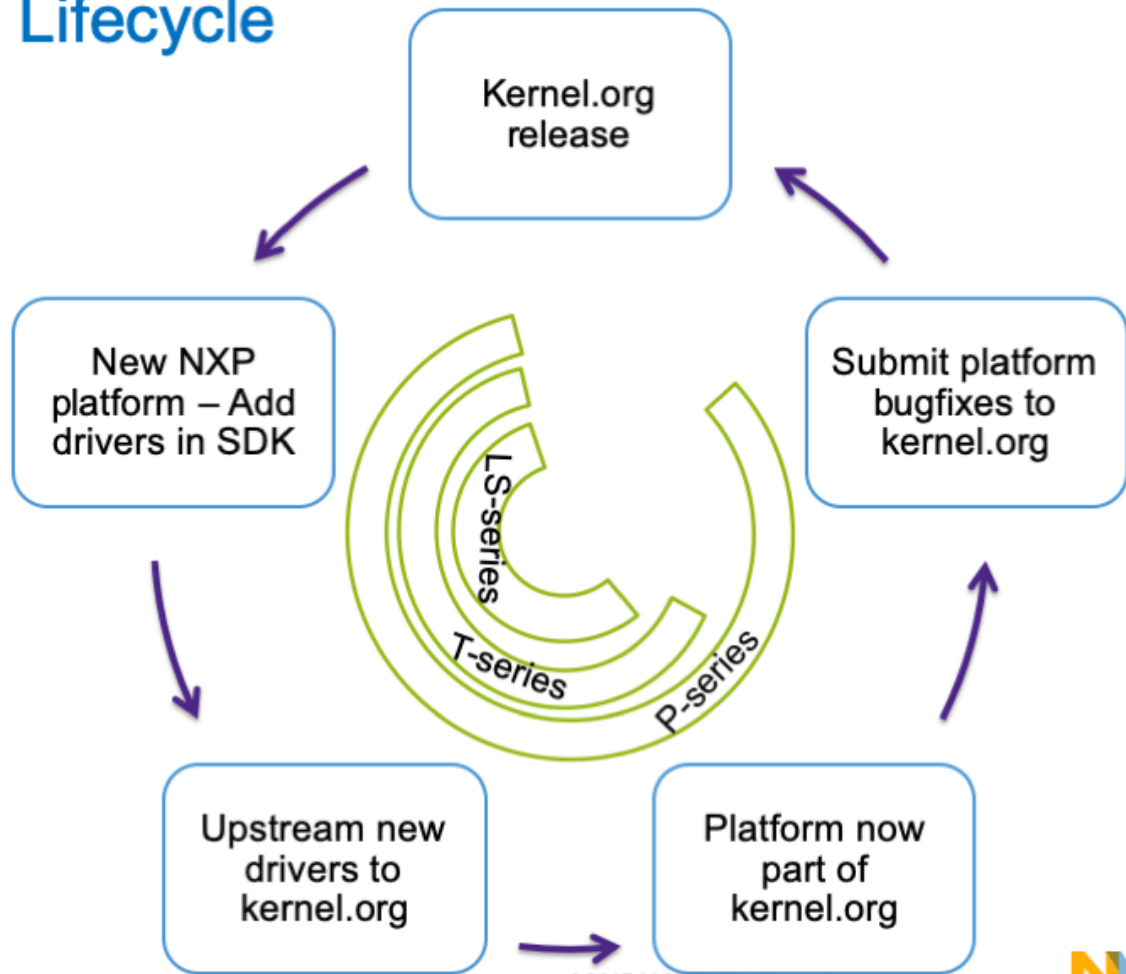 Lifecycle
Kernel.org
release
New NXP
platform – Add
drivers in SDK
Submit platform
bugfixes to
kernel.org
LS-series
T-series
P-series
Upstream new
drivers to
kernel.org
Platform now
part of
kernel.org